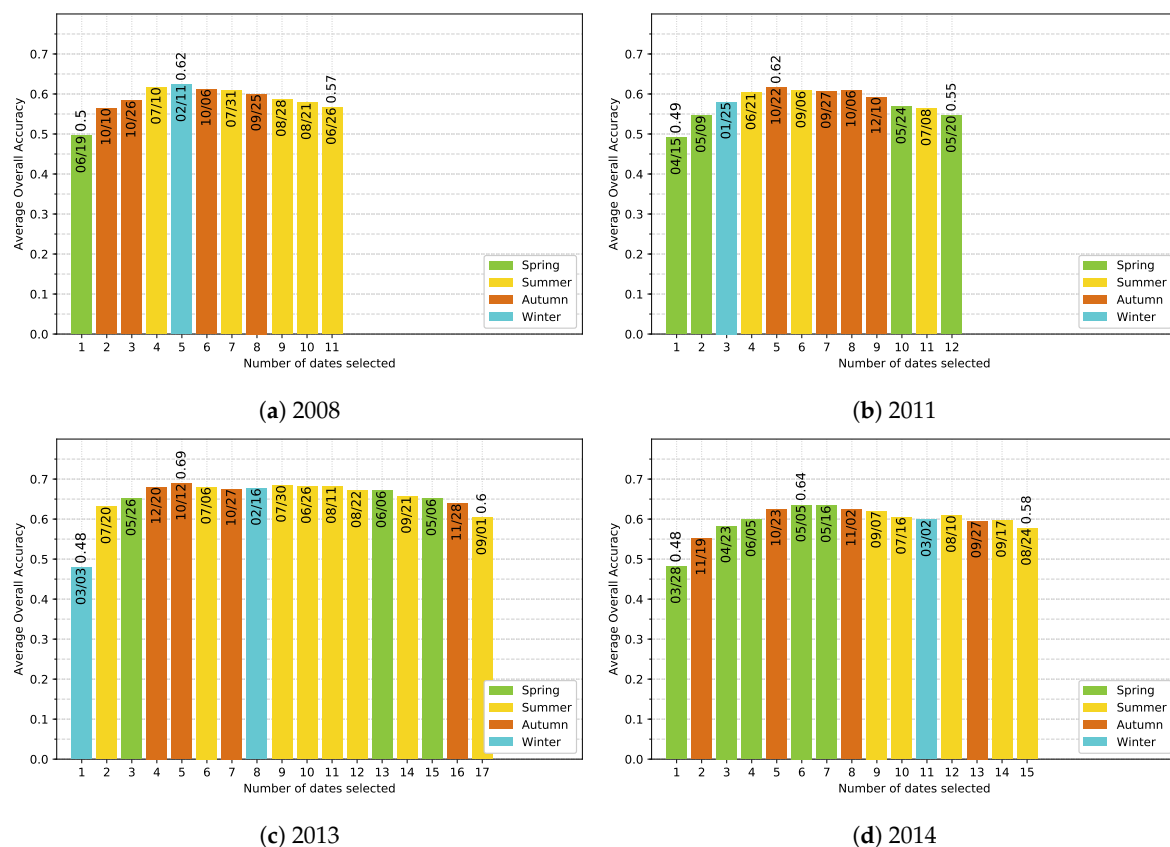 0.7
0.6
0.5
0.4
0.3
0.2
0.1
0.0
Average Overall Accuracy
06/19 0.5
10/10
10/26
07/10
02/11 0.62
10/06
07/31
09/25
08/28
08/21
06/26 0.57
Spring
Summer
Autumn
Winter
1 2 3 4 5 6 7 8 9 10 11
Number of dates selected
(a) 2008
0.7
0.6
0.5
0.4
0.3
0.2
0.1
0.0
Average Overall Accuracy
04/15 0.49
05/09
01/25
06/21
10/22 0.62
09/06
09/27
10/06
12/10
05/24
07/08
05/20 0.55
Spring
Summer
Autumn
Winter
1 2 3 4 5 6 7 8 9 10 11 12
Number of dates selected
(b) 2011
0.7
0.6
0.5
0.4
0.3
0.2
0.1
0.0
Average Overall Accuracy
03/03 0.48
07/20
05/26
12/20
10/12 0.69
07/06
10/27
02/16
07/30
06/26
08/11
08/22
06/06
09/21
05/06
11/28
09/01 0.6
Spring
Summer
Autumn
Winter
1 2 3 4 5 6 7 8 9 10 11 12 13 14 15 16 17
Number of dates selected
(c) 2013
0.7
0.6
0.5
0.4
0.3
0.2
0.1
0.0
Average Overall Accuracy
03/28 0.48
11/19
04/23
06/05
10/23
05/05 0.64
05/16
11/02
09/07
07/16
03/02
08/10
09/27
09/17
08/24 0.58
Spring
Summer
Autumn
Winter
1 2 3 4 5 6 7 8 9 10 11 12 13 14 15
Number of dates selected
(d) 2014